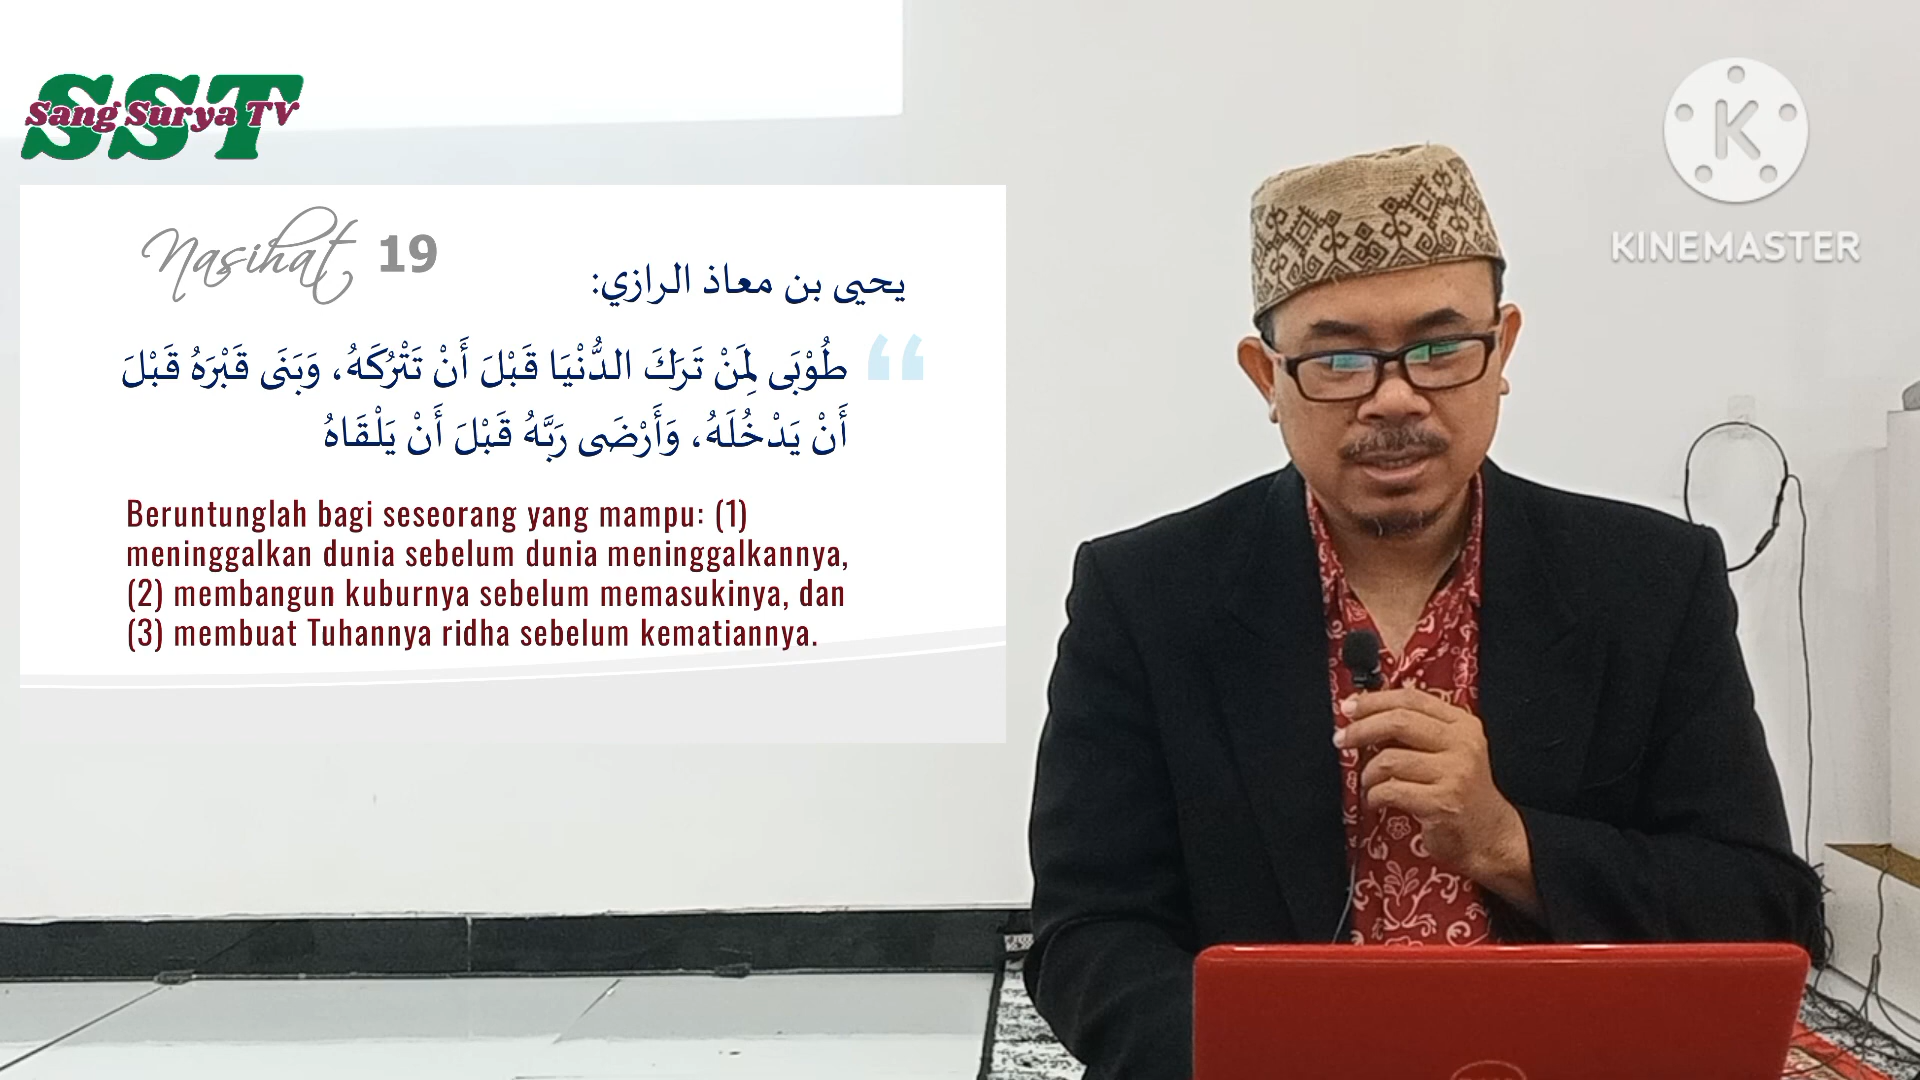 SST
Sang Surya TV
KINEMASTER
Nasihat 19
يحيى بن معاذ الرازي:
طُوْبَى لِمَنْ تَرَكَ الدُّنْيَا قَبْلَ أَنْ تَتْرُكَهُ، وَبَنَى قَبْرَهُ قَبْلَ
أَنْ يَدْخُلَهُ، وَأَرْضَى رَبَّهُ قَبْلَ أَنْ يَلْقَاهُ
Beruntunglah bagi seseorang yang mampu: (1)
meninggalkan dunia sebelum dunia meninggalkannya,
(2) membangun kuburnya sebelum memasukinya, dan
(3) membuat Tuhannya ridha sebelum kematiannya.